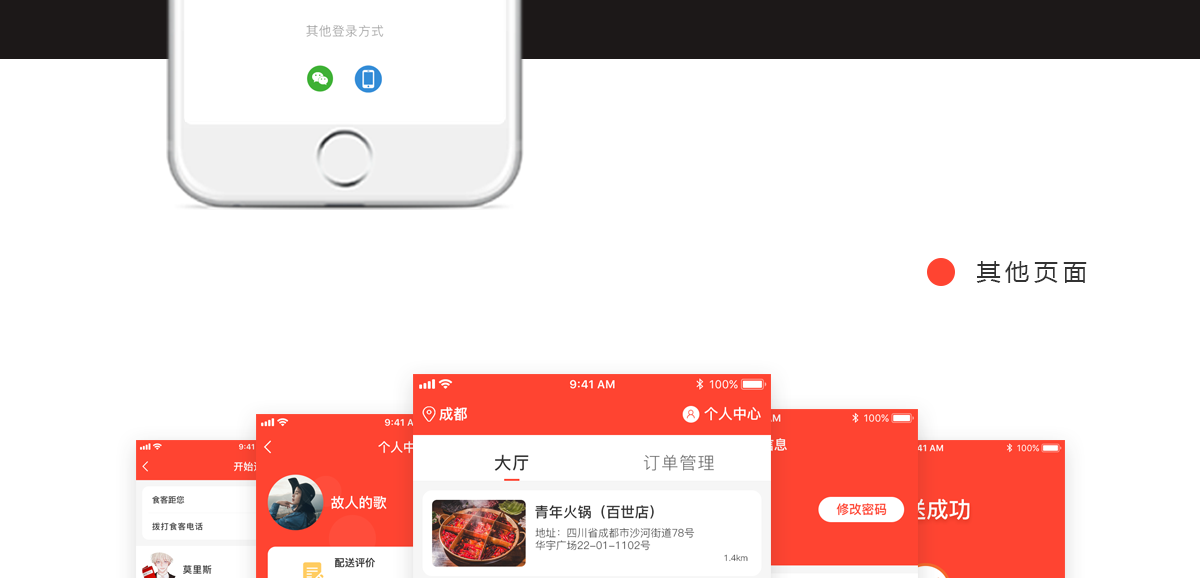 其他登录方式
其他页面
9:41 AM
100%
成都
个人中心
大厅
订单管理
青年火锅（百世店）
地址：四川省成都市沙河街道78号
华宇广场22-01-1102号
1.4km
9:41 A
个人中
故人的歌
配送评价
9:41
开始
食客距您
拨打食客电话
莫里斯
M
100%
息
修改密码
41 AM
100%
送成功